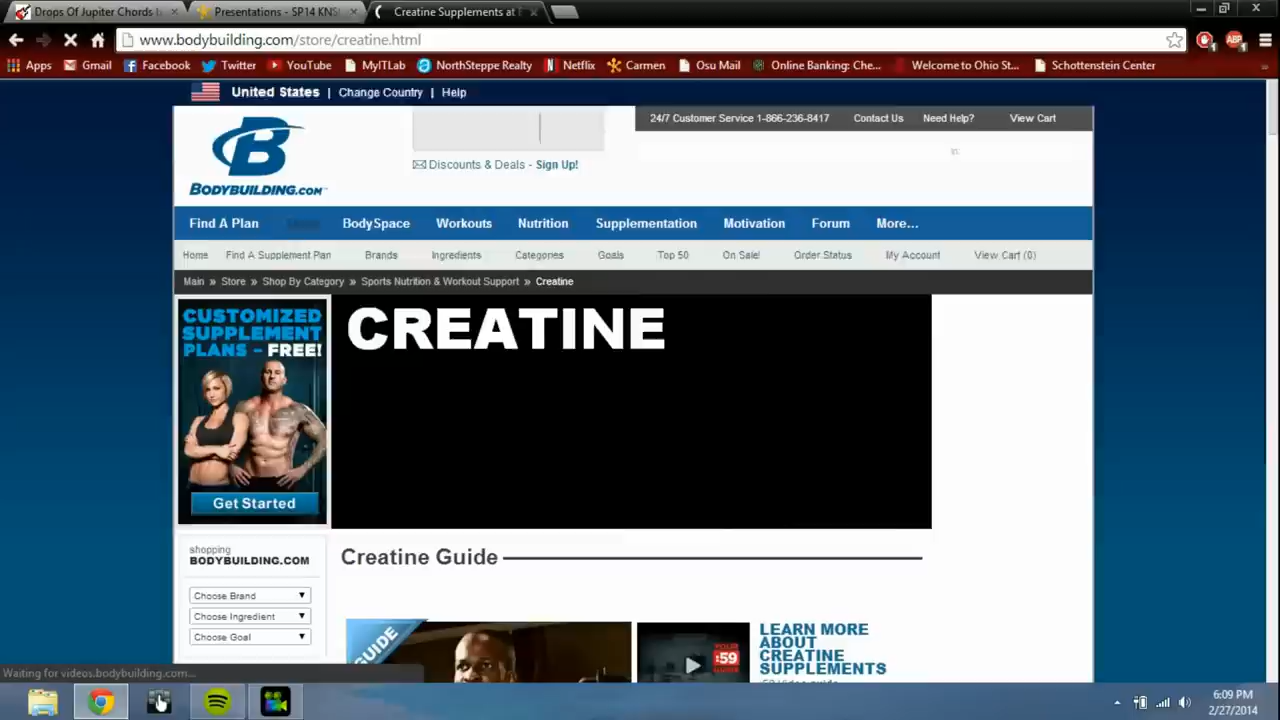 Drops Of Jupiter Chords b
Presentations - SP14 KNS
Creatine Supplements at B
www.bodybuilding.com/store/creatine.html
Apps
Gmail
Facebook
Twitter
YouTube
MyITLab
NorthSteppe Realty
Netflix
Carmen
Osu Mail
Online Banking: Che...
Welcome to Ohio St...
Schottenstein Center
United States | Change Country | Help
24/7 Customer Service 1-866-236-8417
Contact Us
Need Help?
View Cart
in:
BODYBUILDING.COM
Discounts & Deals - Sign Up!
Find A Plan
BodySpace
Workouts
Nutrition
Supplementation
Motivation
Forum
More...
Home
Find A Supplement Plan
Brands
Ingredients
Categories
Goals
Top 50
On Sale!
Order Status
My Account
View Cart (0)
Main » Store » Shop By Category » Sports Nutrition & Workout Support » Creatine
CUSTOMIZED
SUPPLEMENT
PLANS - FREE!
Get Started
CREATINE
shopping
BODYBUILDING.COM
Choose Brand
Choose Ingredient
Choose Goal
Creatine Guide
GUIDE
YOUR
:59
LEARN MORE
ABOUT
CREATINE
SUPPLEMENTS
Waiting for videos.bodybuilding.com...
6:09 PM
2/27/2014